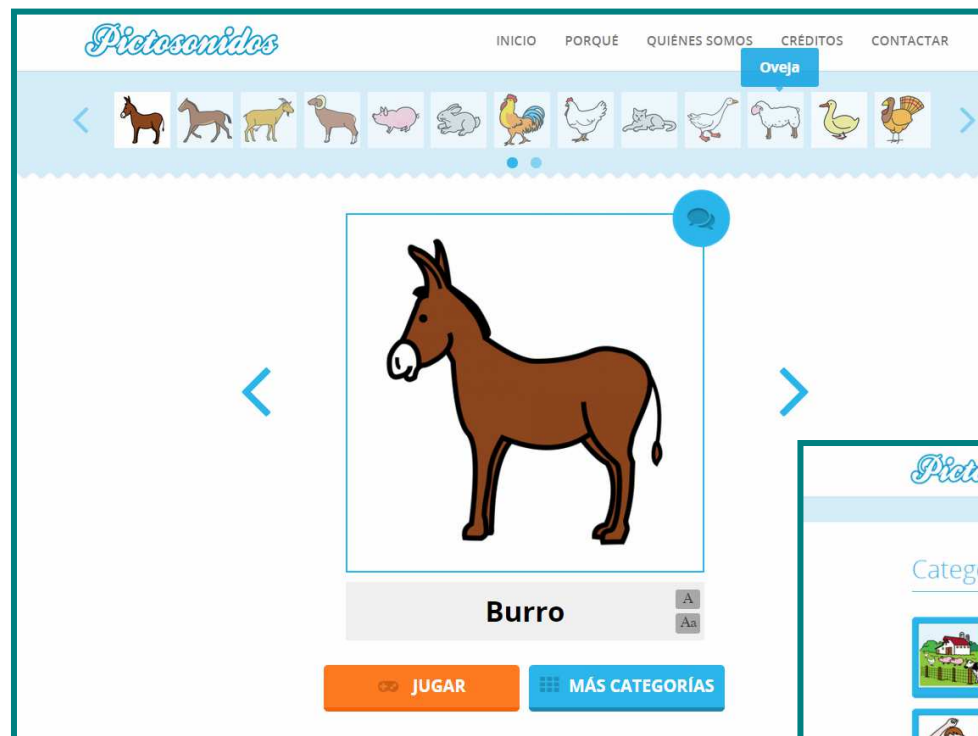 Pictosonidos
INICIO PORQUÉ QUIÉNES SOMOS CRÉDITOS CONTACTAR
Oveja
Burro
A
Aa
JUGAR MÁS CATEGORÍAS